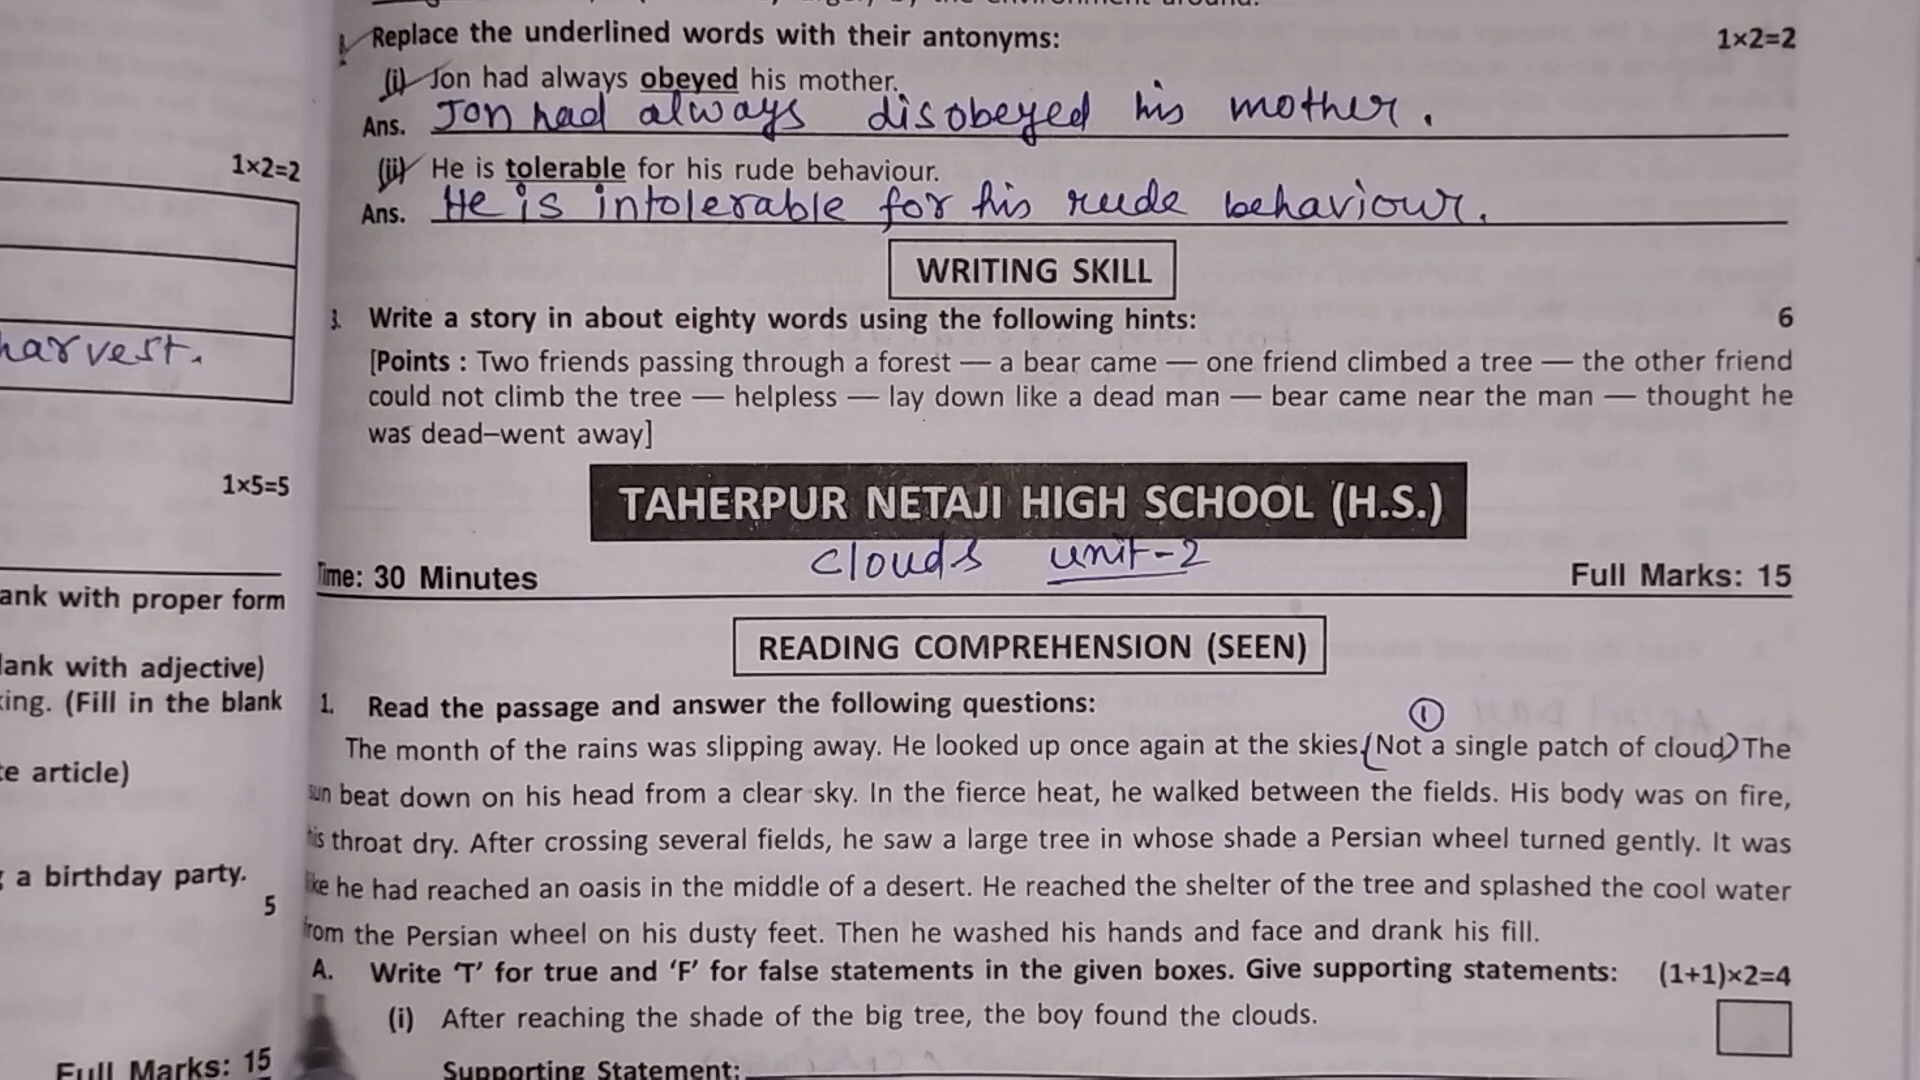 Replace the underlined words with their antonyms: 1×2=2
(i) Jon had always obeyed his mother.
Ans. Jon had always disobeyed his mother.
(ii) He is tolerable for his rude behaviour.
Ans. He is intolerable for his rude behaviour.
WRITING SKILL
3. Write a story in about eighty words using the following hints: 6
[Points : Two friends passing through a forest — a bear came — one friend climbed a tree — the other friend
could not climb the tree — helpless — lay down like a dead man — bear came near the man — thought he
was dead–went away]
TAHERPUR NETAJI HIGH SCHOOL (H.S.)
Clouds unit-2
Time: 30 Minutes Full Marks: 15
READING COMPREHENSION (SEEN)
1. Read the passage and answer the following questions:
①
The month of the rains was slipping away. He looked up once again at the skies. (Not a single patch of cloud) The
sun beat down on his head from a clear sky. In the fierce heat, he walked between the fields. His body was on fire,
his throat dry. After crossing several fields, he saw a large tree in whose shade a Persian wheel turned gently. It was
like he had reached an oasis in the middle of a desert. He reached the shelter of the tree and splashed the cool water
from the Persian wheel on his dusty feet. Then he washed his hands and face and drank his fill.
A. Write ‘T’ for true and ‘F’ for false statements in the given boxes. Give supporting statements: (1+1)×2=4
(i) After reaching the shade of the big tree, the boy found the clouds.
Supporting Statement:
1×2=2
harvest.
1×5=5
ank with proper form
lank with adjective)
ing. (Fill in the blank
e article)
a birthday party.
5
Full Marks: 15